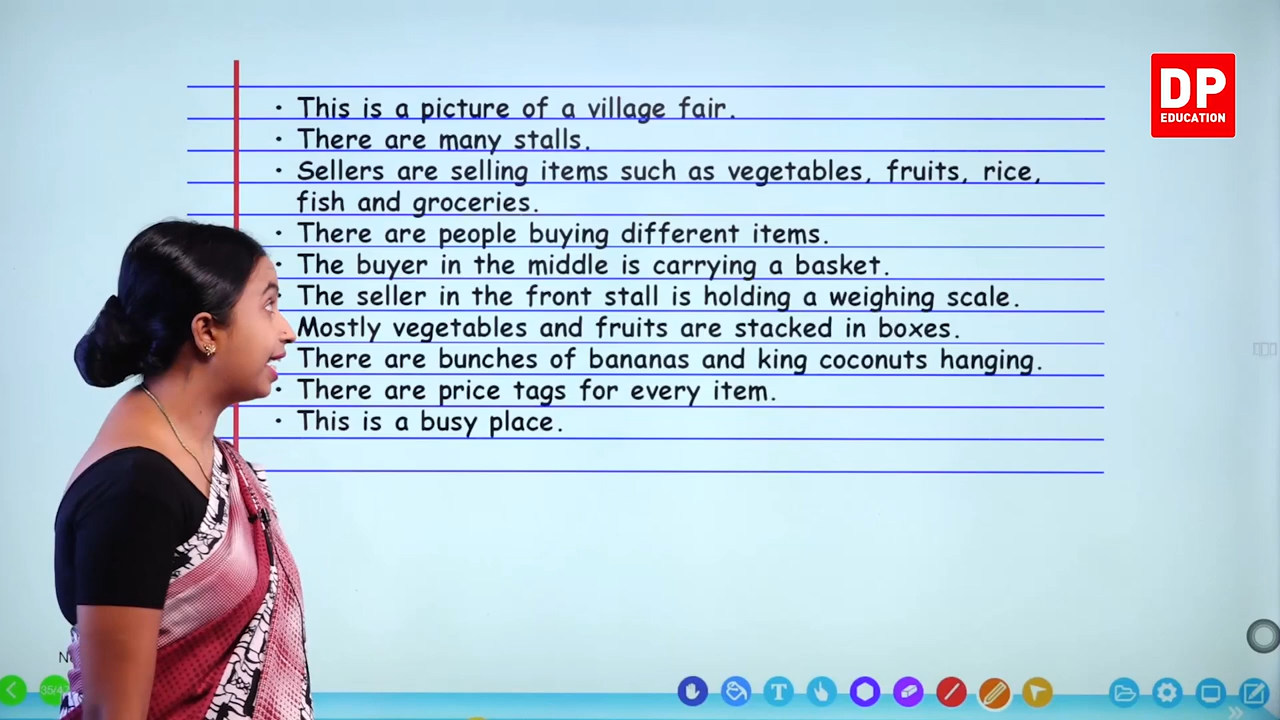 DP
EDUCATION
• This is a picture of a village fair.
• There are many stalls.
• Sellers are selling items such as vegetables, fruits, rice,
fish and groceries.
• There are people buying different items.
• The buyer in the middle is carrying a basket.
• The seller in the front stall is holding a weighing scale.
Mostly vegetables and fruits are stacked in boxes.
There are bunches of bananas and king coconuts hanging.
• There are price tags for every item.
• This is a busy place.